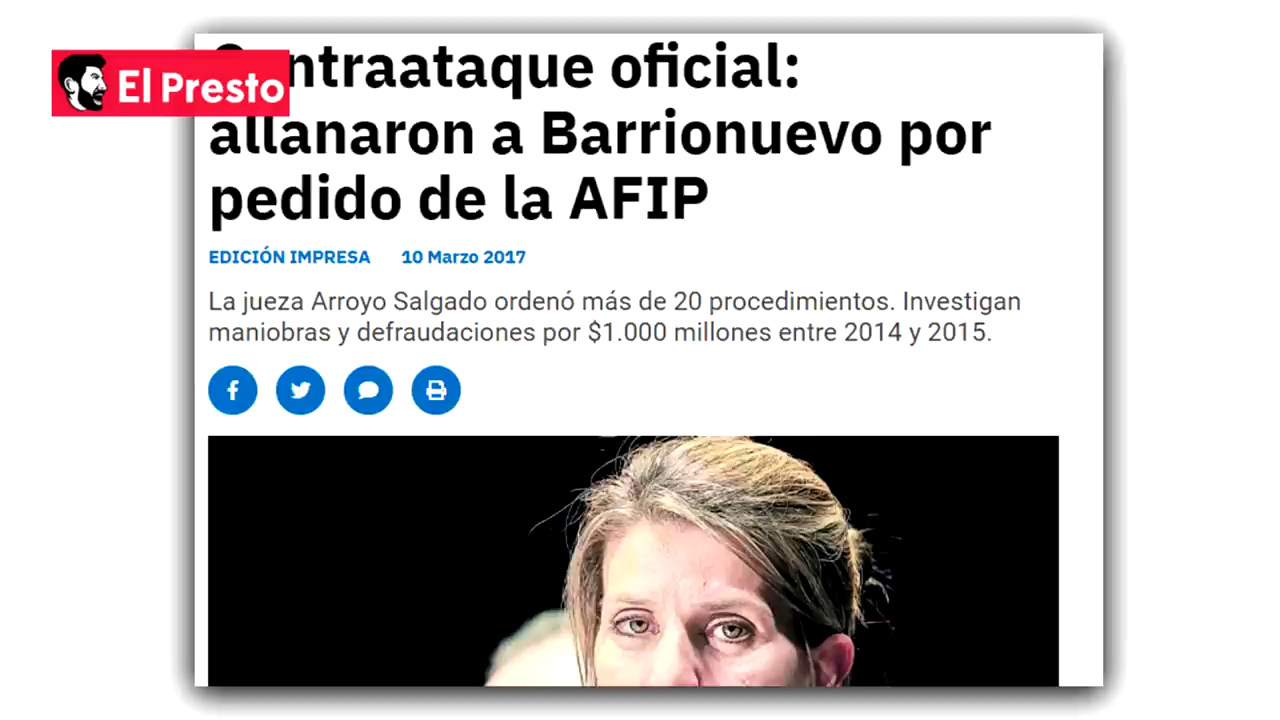 El Presto
ntraataque oficial:
allanaron a Barrionuevo por
pedido de la AFIP
EDICIÓN IMPRESA 10 Marzo 2017
La jueza Arroyo Salgado ordenó más de 20 procedimientos. Investigan
maniobras y defraudaciones por $1.000 millones entre 2014 y 2015.